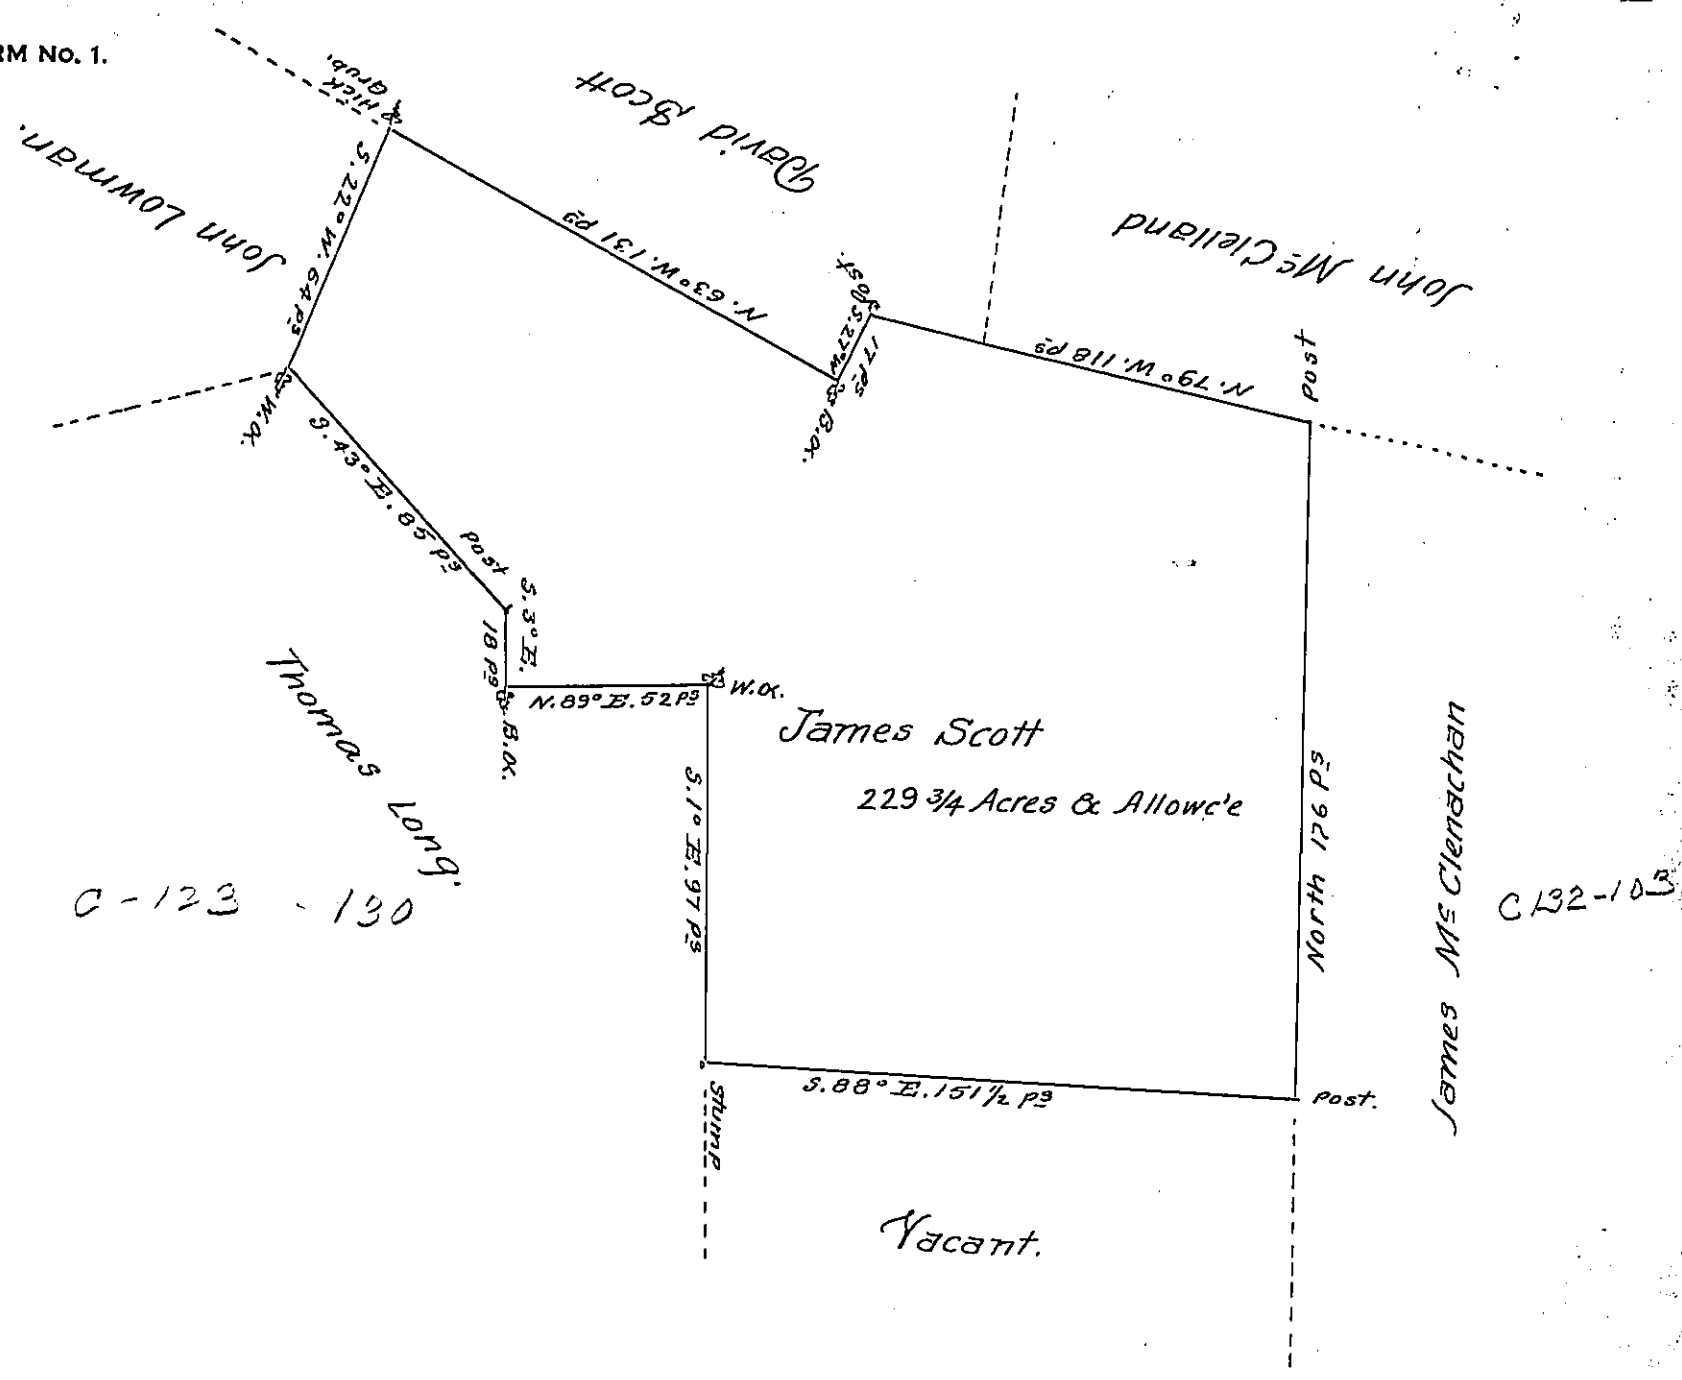 RM No. 1.
Hick
Grub.
David Scott
John McClelland
John Lowman.
S. 22° W. 64 Ps
N. 63° W. 131 Ps
Post.
S. 27° W
17 Ps
B.O.
N. 79° W. 118 Ps
post
W.O.
S. 43° E. 85 Ps
post
S. 3° E.
18 Ps
B.O.
N. 89° E. 52 Ps
W.O.
Thomas Long.
C-123 - 130
James Scott
229 3/4 Acres & Allowc'e
S. 1° E. 97 Ps
North 176 Ps
James McClenachan
C132-103
S. 88° E. 151 1/2 Ps
Post.
Stump
Vacant.